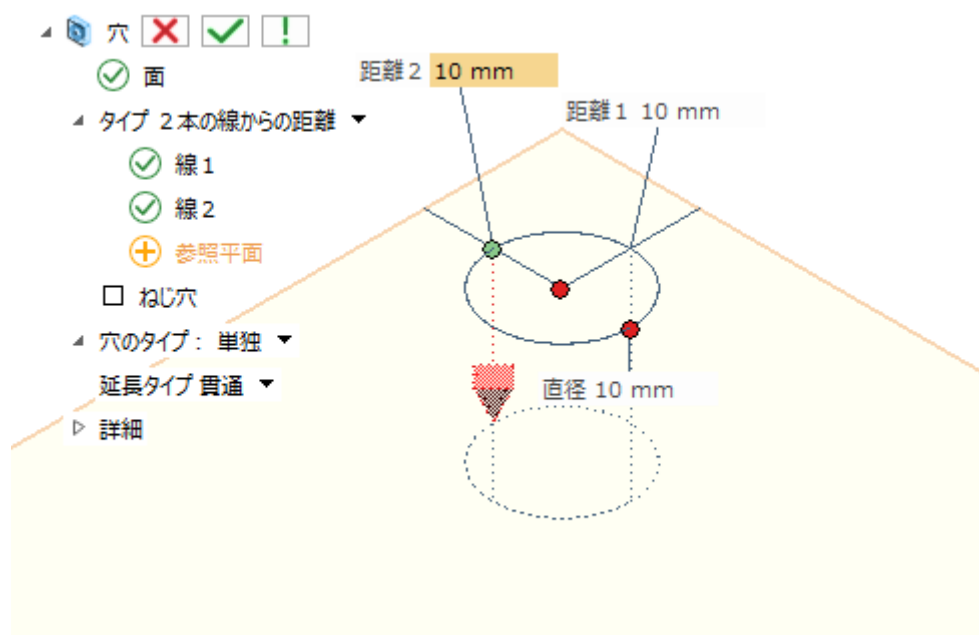 穴
面
距離2 10 mm
距離1 10 mm
タイプ 2本の線からの距離
線1
線2
参照平面
ねじ穴
穴のタイプ： 単独
延長タイプ 貫通
直径 10 mm
詳細